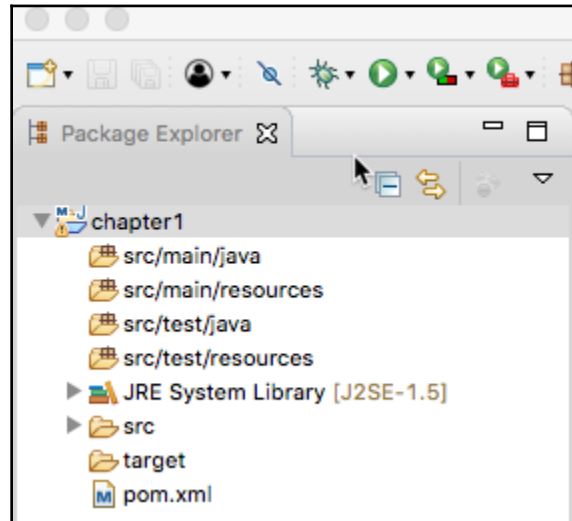 Package Explorer
chapter1
src/main/java
src/main/resources
src/test/java
src/test/resources
JRE System Library [J2SE-1.5]
src
target
pom.xml